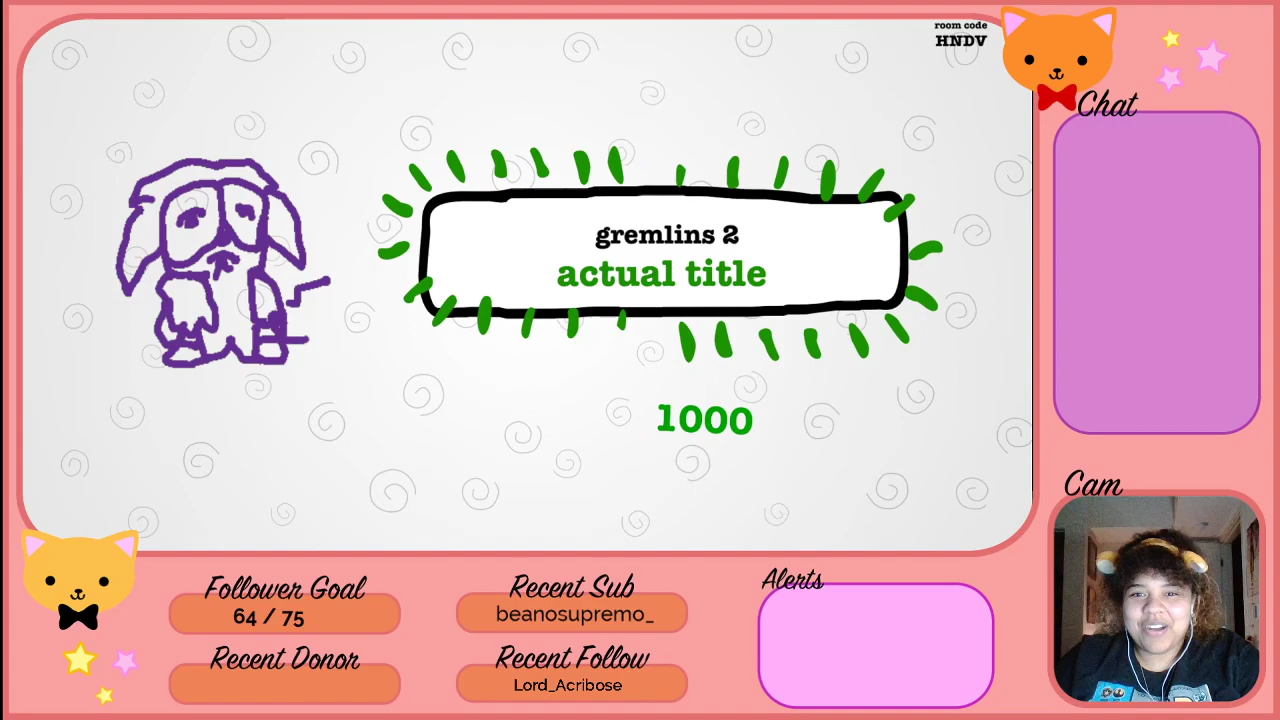 room code
HNDV
Chat
gremlins 2
actual title
1000
Cam
Follower Goal
64 / 75
Recent Sub
beanosupremo_
Alerts
Recent Donor
Recent Follow
Lord_Acribose